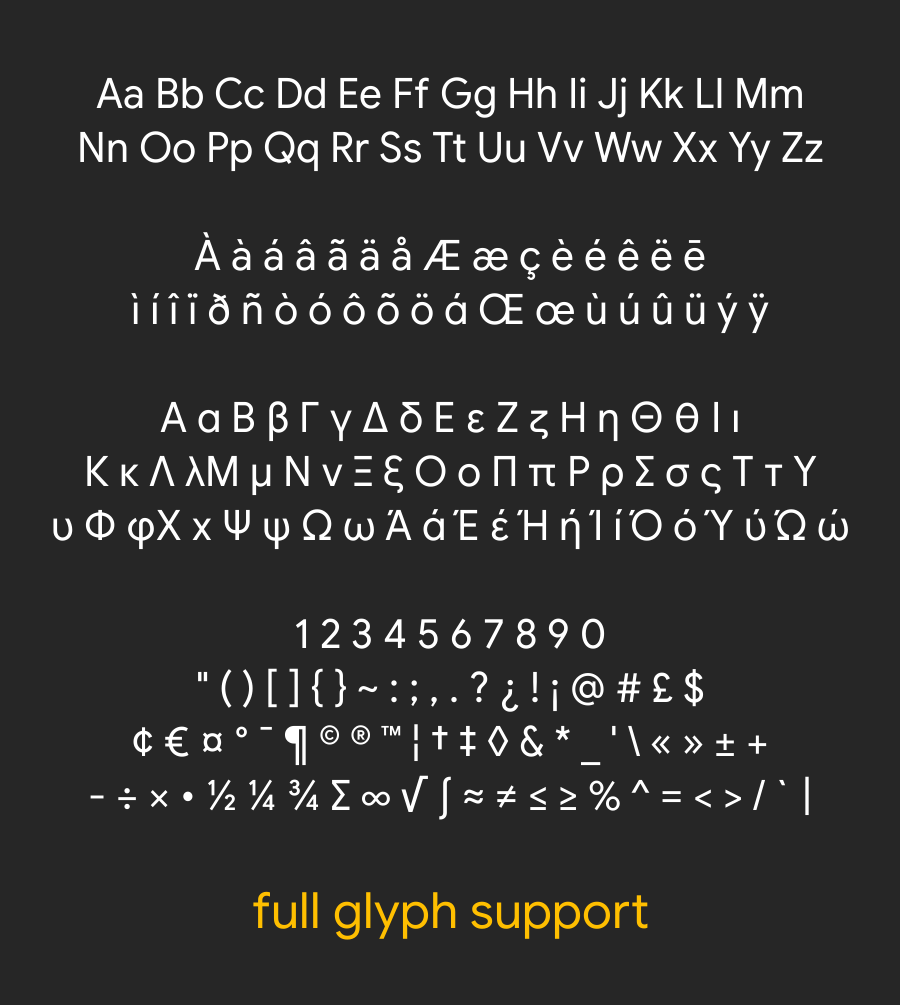 Aa Bb Cc Dd Ee Ff Gg Hh Ii Jj Kk Ll Mm
Nn Oo Pp Qq Rr Ss Tt Uu Vv Ww Xx Yy Zz
À à á â ã ä å Æ æ ç è é ê ë ē
ì í î ï ð ñ ò ó ô õ ö ά Œ œ ù ú û ü ý ÿ
Α α Β β Γ γ Δ δ Ε ε Ζ ζ Η η Θ θ Ι ι
Κ κ Λ λΜ μ Ν ν Ξ ξ Ο ο Π π Ρ ρ Σ σ ς Τ τ Υ
υ Φ φΧ χ Ψ ψ Ω ω Ά ά Έ έ Ή ή Ί ί Ό ό Ύ ύ Ώ ώ
1 2 3 4 5 6 7 8 9 0
" ( ) [ ] { } ~ : ; , . ? ¿ ! ¡ @ # £ $
¢ € ¤ ° ¯ ¶ © ® ™ ¦ † ‡ ◊ & * _ ' \ « » ± +
- ÷ × • ½ ¼ ¾ Σ ∞ √ ∫ ≈ ≠ ≤ ≥ % ^ = < > / ` |
full glyph support